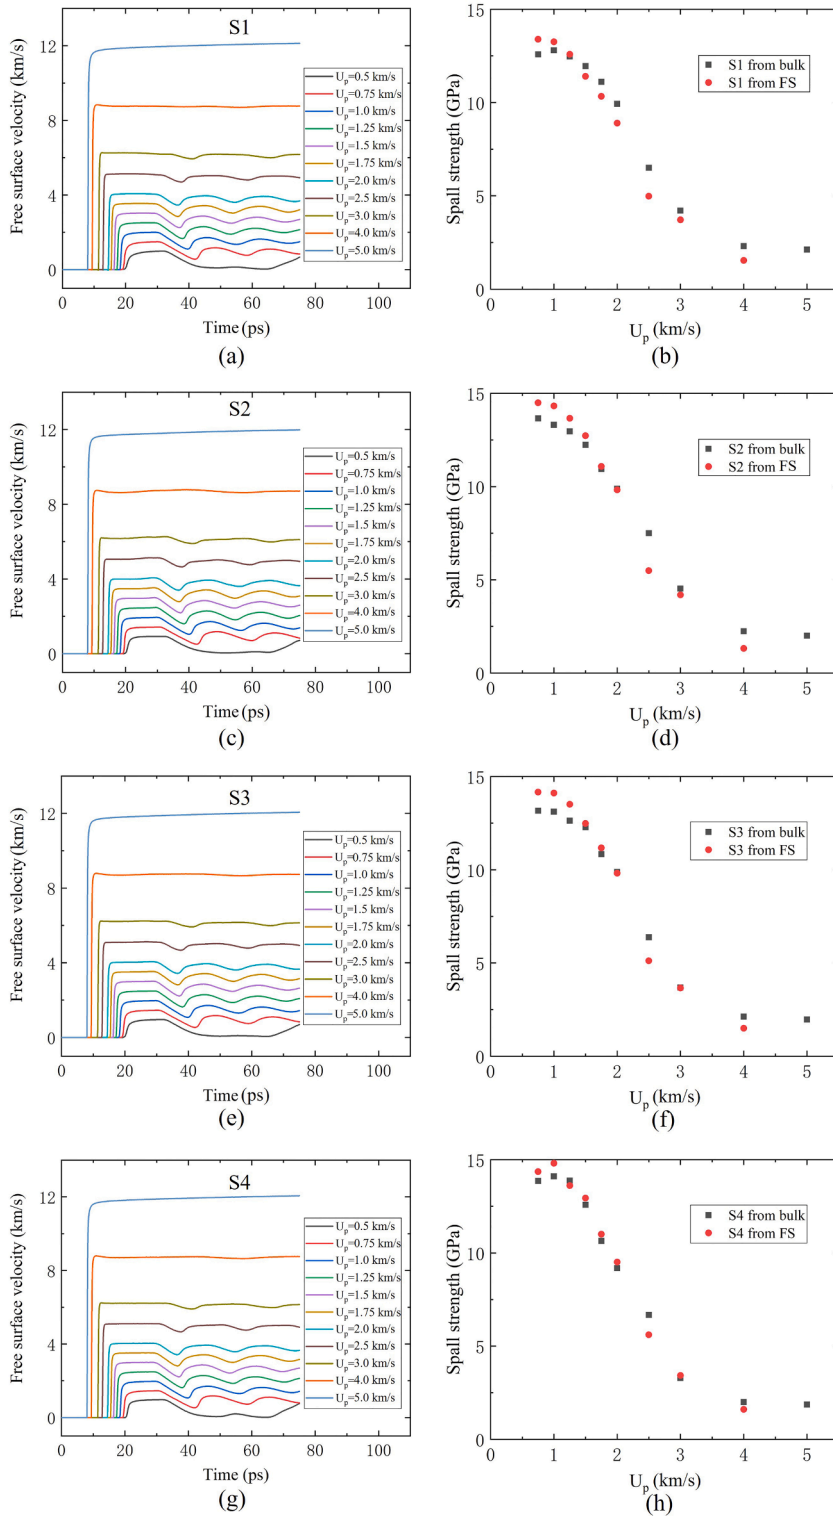 S1
Free surface velocity (km/s)
12
8
4
0
0 20 40 60 80 100
Time (ps)
U_p=0.5 km/s
U_p=0.75 km/s
U_p=1.0 km/s
U_p=1.25 km/s
U_p=1.5 km/s
U_p=1.75 km/s
U_p=2.0 km/s
U_p=2.5 km/s
U_p=3.0 km/s
U_p=4.0 km/s
U_p=5.0 km/s
(a)
Spall strength (GPa)
15
10
5
0
0 1 2 3 4 5
U_p (km/s)
S1 from bulk
S1 from FS
(b)
S2
Free surface velocity (km/s)
12
8
4
0
0 20 40 60 80 100
Time (ps)
U_p=0.5 km/s
U_p=0.75 km/s
U_p=1.0 km/s
U_p=1.25 km/s
U_p=1.5 km/s
U_p=1.75 km/s
U_p=2.0 km/s
U_p=2.5 km/s
U_p=3.0 km/s
U_p=4.0 km/s
U_p=5.0 km/s
(c)
Spall strength (GPa)
15
10
5
0
0 1 2 3 4 5
U_p (km/s)
S2 from bulk
S2 from FS
(d)
S3
Free surface velocity (km/s)
12
8
4
0
0 20 40 60 80 100
Time (ps)
U_p=0.5 km/s
U_p=0.75 km/s
U_p=1.0 km/s
U_p=1.25 km/s
U_p=1.5 km/s
U_p=1.75 km/s
U_p=2.0 km/s
U_p=2.5 km/s
U_p=3.0 km/s
U_p=4.0 km/s
U_p=5.0 km/s
(e)
Spall strength (GPa)
15
10
5
0
0 1 2 3 4 5
U_p (km/s)
S3 from bulk
S3 from FS
(f)
S4
Free surface velocity (km/s)
12
8
4
0
0 20 40 60 80 100
Time (ps)
U_p=0.5 km/s
U_p=0.75 km/s
U_p=1.0 km/s
U_p=1.25 km/s
U_p=1.5 km/s
U_p=1.75 km/s
U_p=2.0 km/s
U_p=2.5 km/s
U_p=3.0 km/s
U_p=4.0 km/s
U_p=5.0 km/s
(g)
Spall strength (GPa)
15
10
5
0
0 1 2 3 4 5
U_p (km/s)
S4 from bulk
S4 from FS
(h)